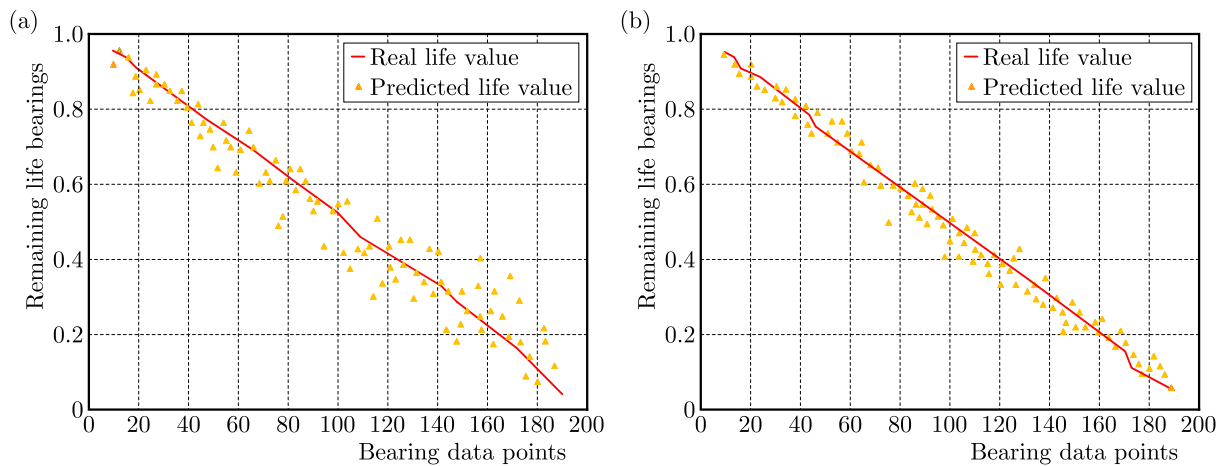 (a)
1.0
0.8
0.6
0.4
0.2
0
Remaining life bearings
Real life value
Predicted life value
0 20 40 60 80 100 120 140 160 180 200
Bearing data points
(b)
1.0
0.8
0.6
0.4
0.2
0
Remaining life bearings
Real life value
Predicted life value
0 20 40 60 80 100 120 140 160 180 200
Bearing data points